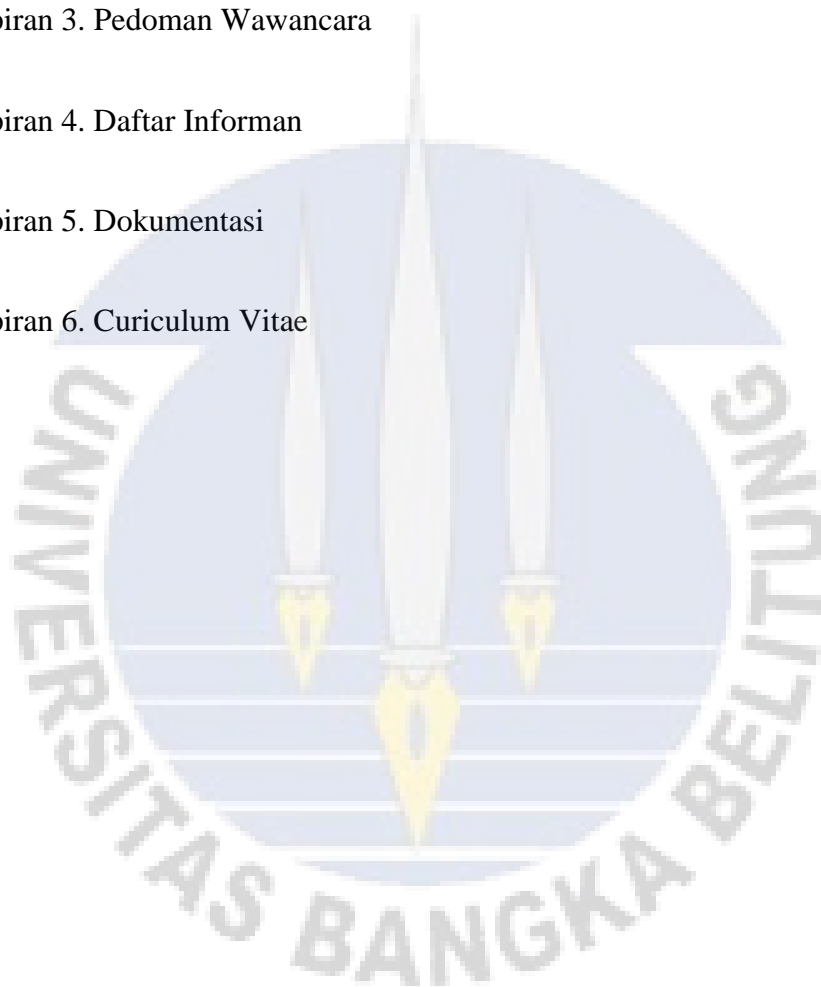 piran 3. Pedoman Wawancara
piran 4. Daftar Informan
piran 5. Dokumentasi
piran 6. Curiculum Vitae
UNIVERSITAS BANGKA BELITUNG